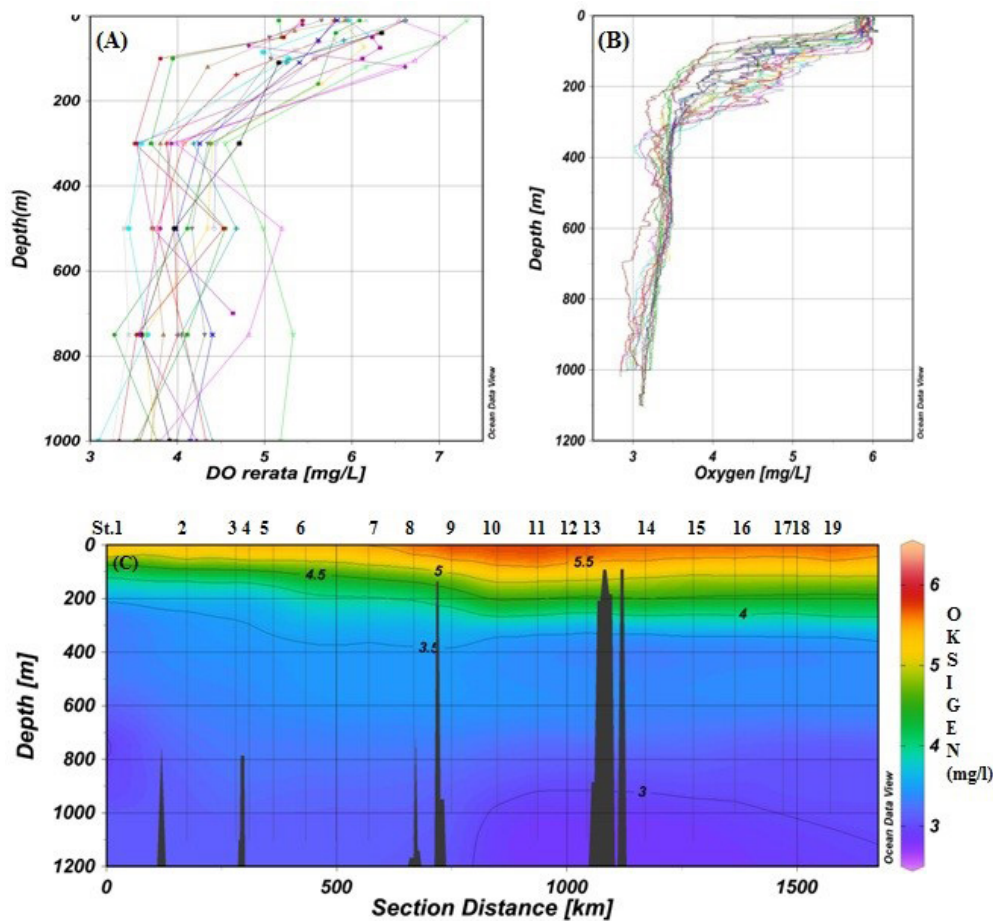 (A)
0
200
400
600
800
1000
Depth(m)
3 4 5 6 7
DO rerata [mg/L]
Ocean Data View
(B)
0
200
400
600
800
1000
1200
Depth [m]
3 4 5 6
Oxygen [mg/L]
Ocean Data View
St.1 2 3 4 5 6 7 8 9 10 11 12 13 14 15 16 1718 19
(C)
0
200
400
600
800
1000
1200
Depth [m]
4.5
5
5.5
4
3.5
3
0 500 1000 1500
Section Distance [km]
Ocean Data View
6
5
4
3
O
K
S
I
G
E
N
(mg/l)